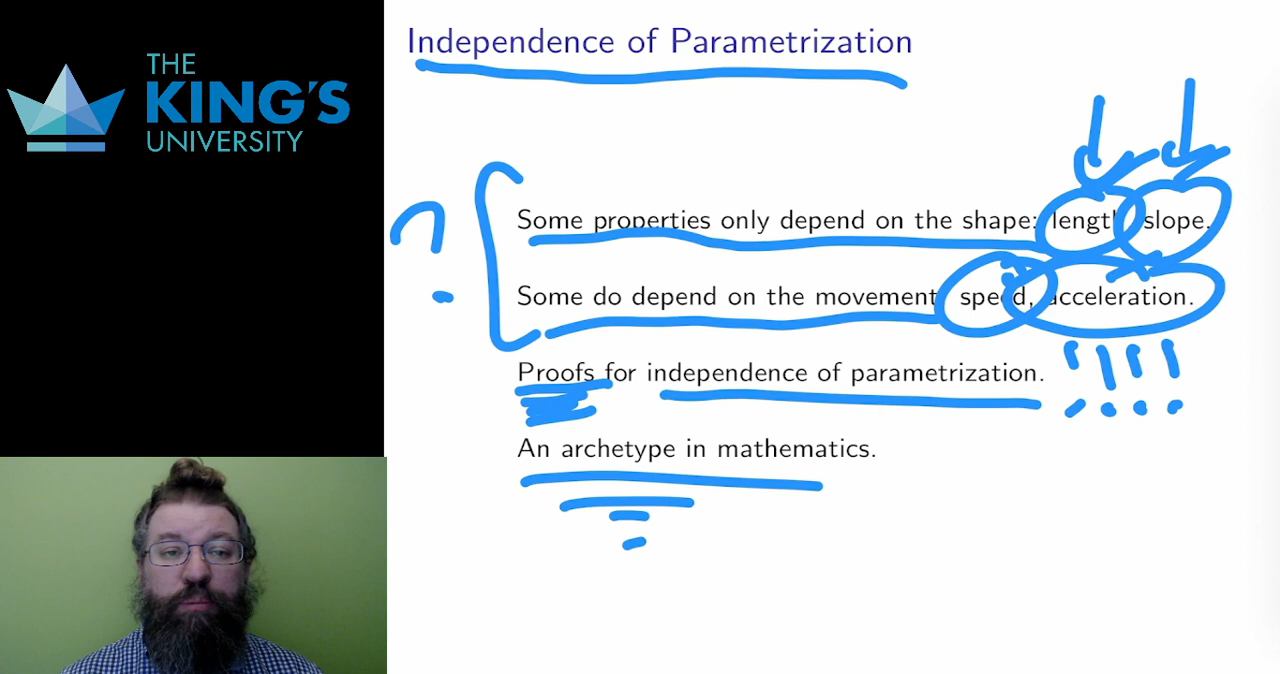 THE
KING'S
UNIVERSITY
Independence of Parametrization
Some properties only depend on the shape: length, slope.
Some do depend on the movement: speed, acceleration.
Proofs for independence of parametrization.
An archetype in mathematics.
?
! ! ! !